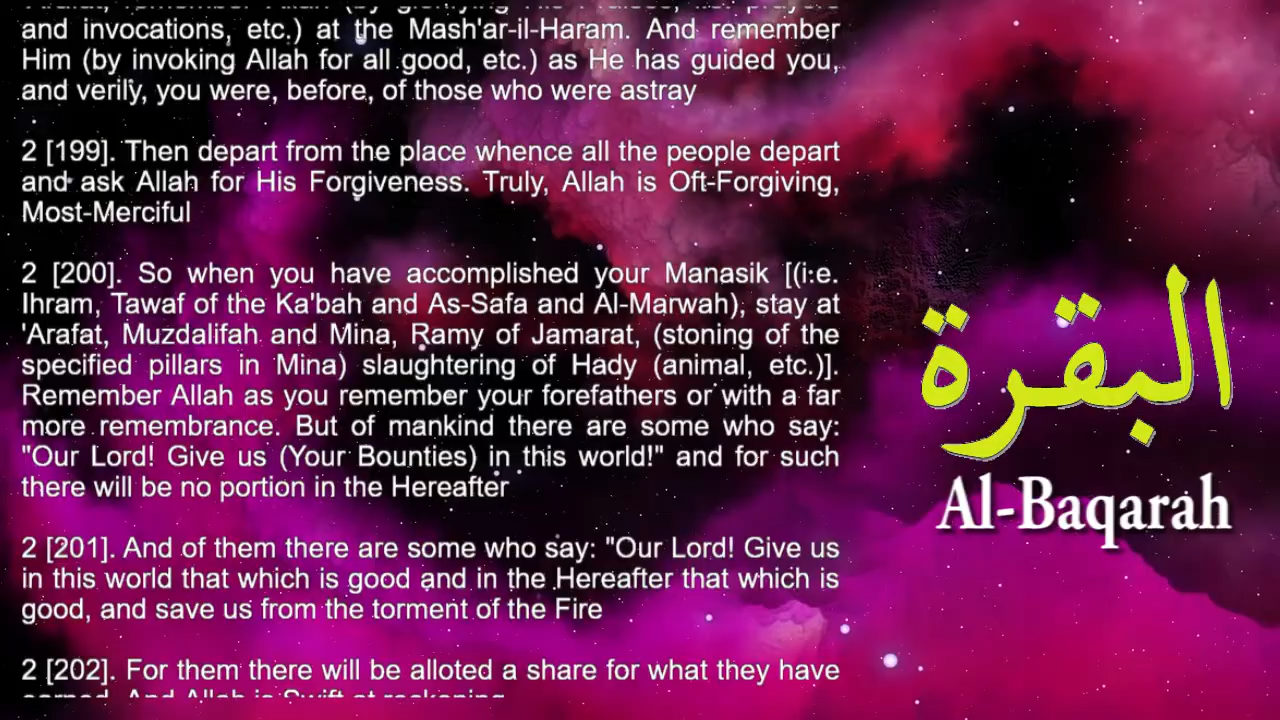 and invocations, etc.) at the Mash'ar-il-Haram. And remember
Him (by invoking Allah for all good, etc.) as He has guided you,
and verily, you were, before, of those who were astray
2 [199]. Then depart from the place whence all the people depart
and ask Allah for His Forgiveness. Truly, Allah is Oft-Forgiving,
Most-Merciful
2 [200]. So when you have accomplished your Manasik [(i.e.
Ihram, Tawaf of the Ka'bah and As-Safa and Al-Marwah), stay at
'Arafat, Muzdalifah and Mina, Ramy of Jamarat, (stoning of the
specified pillars in Mina) slaughtering of Hady (animal, etc.)].
Remember Allah as you remember your forefathers or with a far
more remembrance. But of mankind there are some who say:
"Our Lord! Give us (Your Bounties) in this world!" and for such
there will be no portion in the Hereafter
2 [201]. And of them there are some who say: "Our Lord! Give us
in this world that which is good and in the Hereafter that which is
good, and save us from the torment of the Fire
2 [202]. For them there will be alloted a share for what they have
earned. And Allah is Swift at reckoning
البقرة
Al-Baqarah